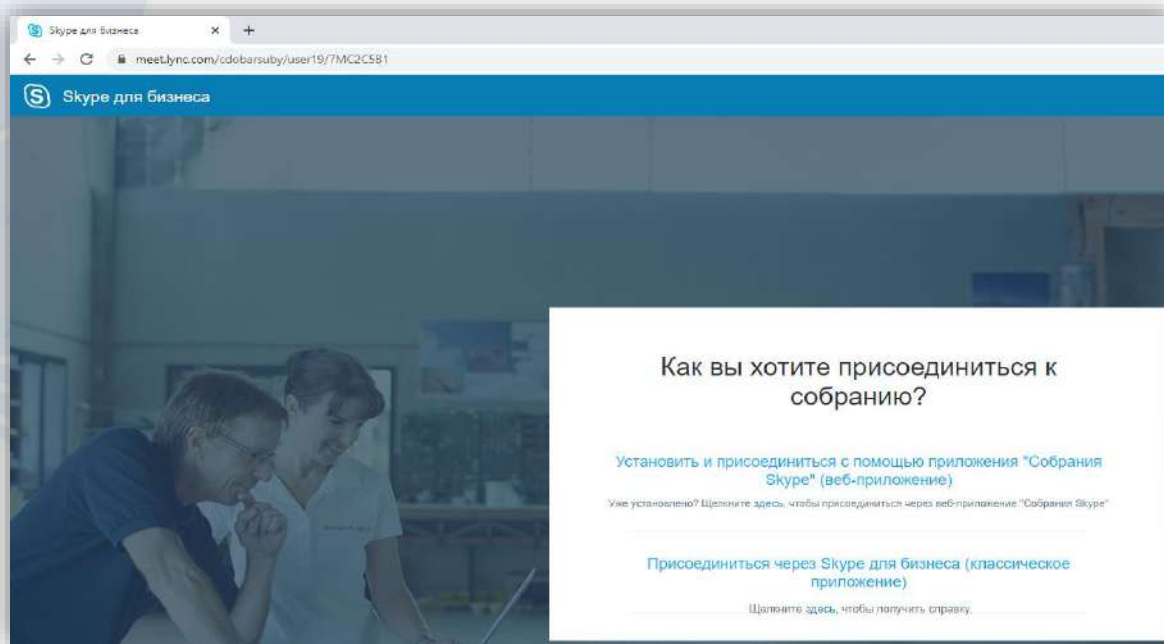 Skype для бизнеса
meet.lync.com/cdobarsuby/user19/7MC2C5B1
Skype для бизнеса
Как вы хотите присоединиться к
собранию?
Установить и присоединиться с помощью приложения "Собрания
Skype" (веб-приложение)
Уже установлено? Щелкните здесь, чтобы присоединиться через веб-приложение "Собрания Skype"
Присоединиться через Skype для бизнеса (классическое
приложение)
Щелкните здесь, чтобы получить справку.